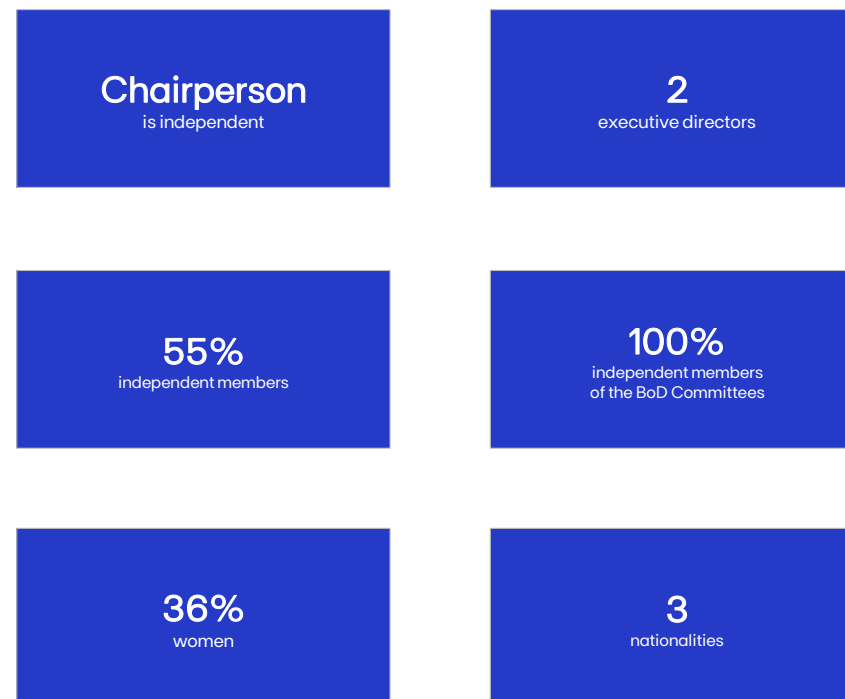 Chairperson
is independent
2
executive directors
55%
independent members
100%
independent members
of the BoD Committees
36%
women
3
nationalities